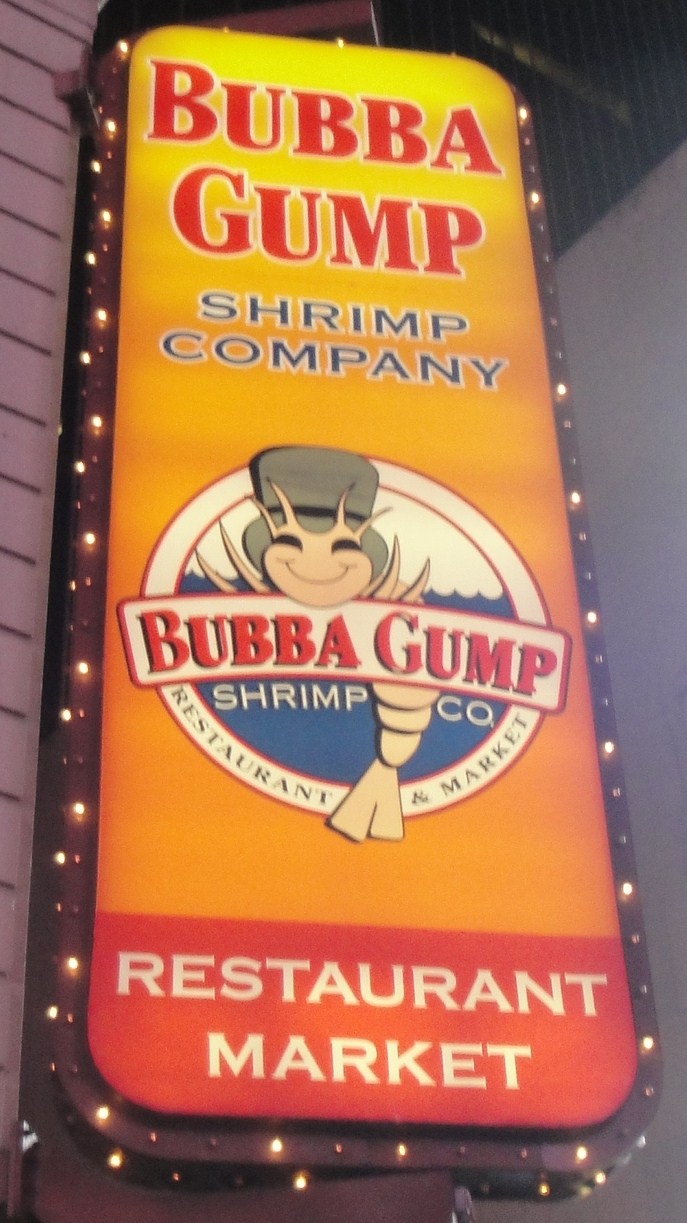 BUBBA
GUMP
SHRIMP
COMPANY
BUBBA GUMP
SHRIMP CO.
RESTAURANT & MARKET
RESTAURANT
MARKET